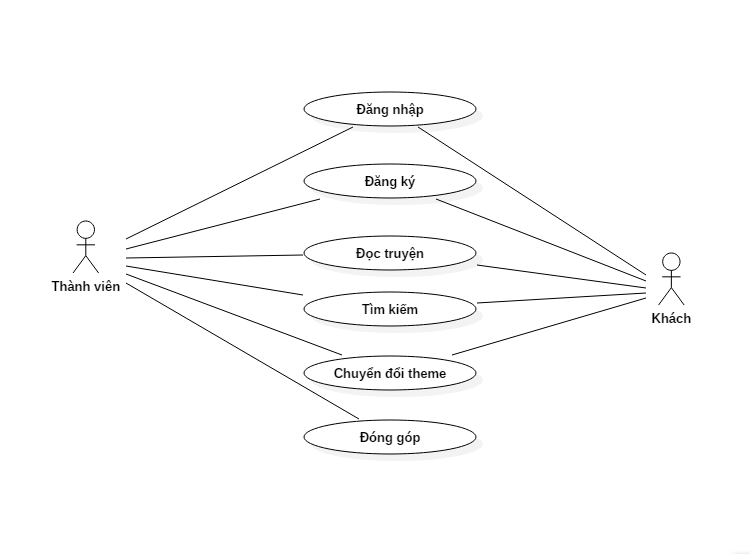 Đăng nhập
Đăng ký
Đọc truyện
Thành viên
Tìm kiếm
Khách
Chuyển đổi theme
Đóng góp